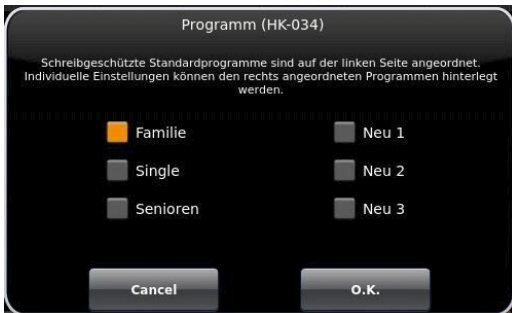 Programm (HK-034)
Schreibgeschützte Standardprogramme sind auf der linken Seite angeordnet.
Individuelle Einstellungen können den rechts angeordneten Programmen hinterlegt
werden.
Familie
Neu 1
Single
Neu 2
Senioren
Neu 3
Cancel
O.K.